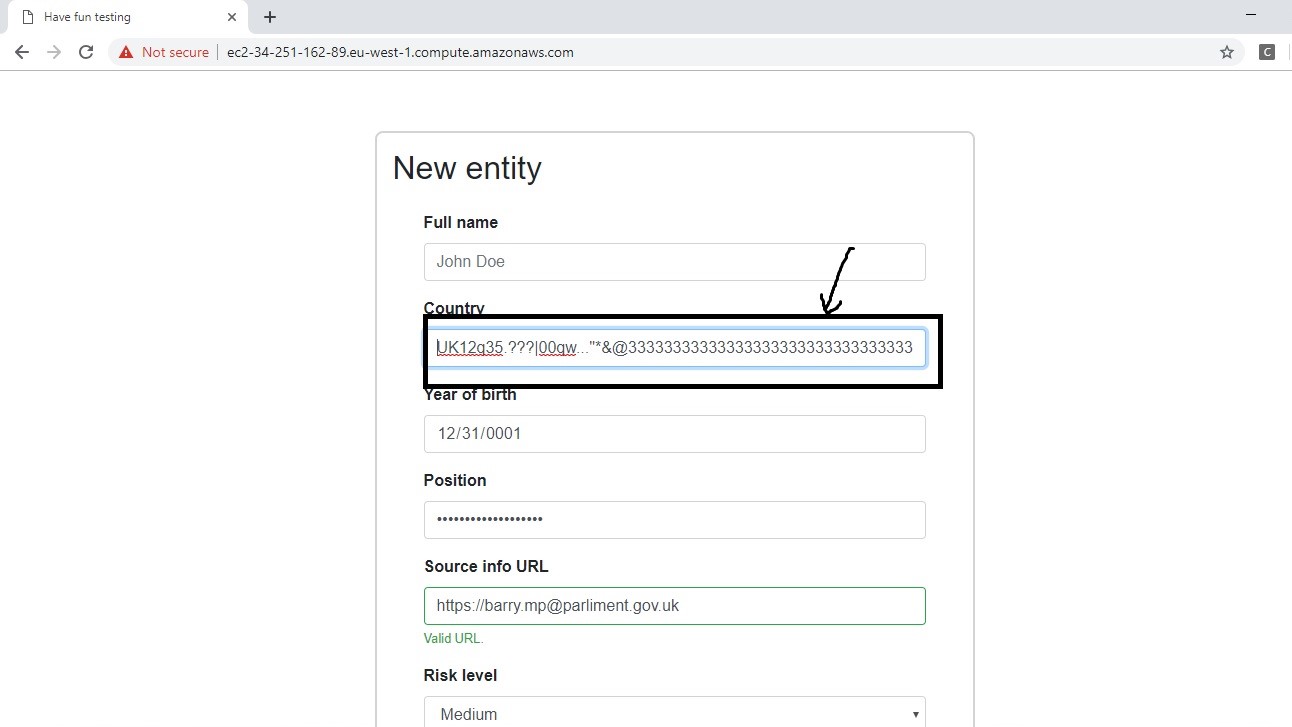 Have fun testing
Not secure ec2-34-251-162-89.eu-west-1.compute.amazonaws.com
C
New entity
Full name
John Doe
Country
UK12q35.???|00gw..."*&@33333333333333333333333333333333
Year of birth
12/31/0001
Position
•••••••••••••••••••
Source info URL
https://barry.mp@parliment.gov.uk
Valid URL.
Risk level
Medium